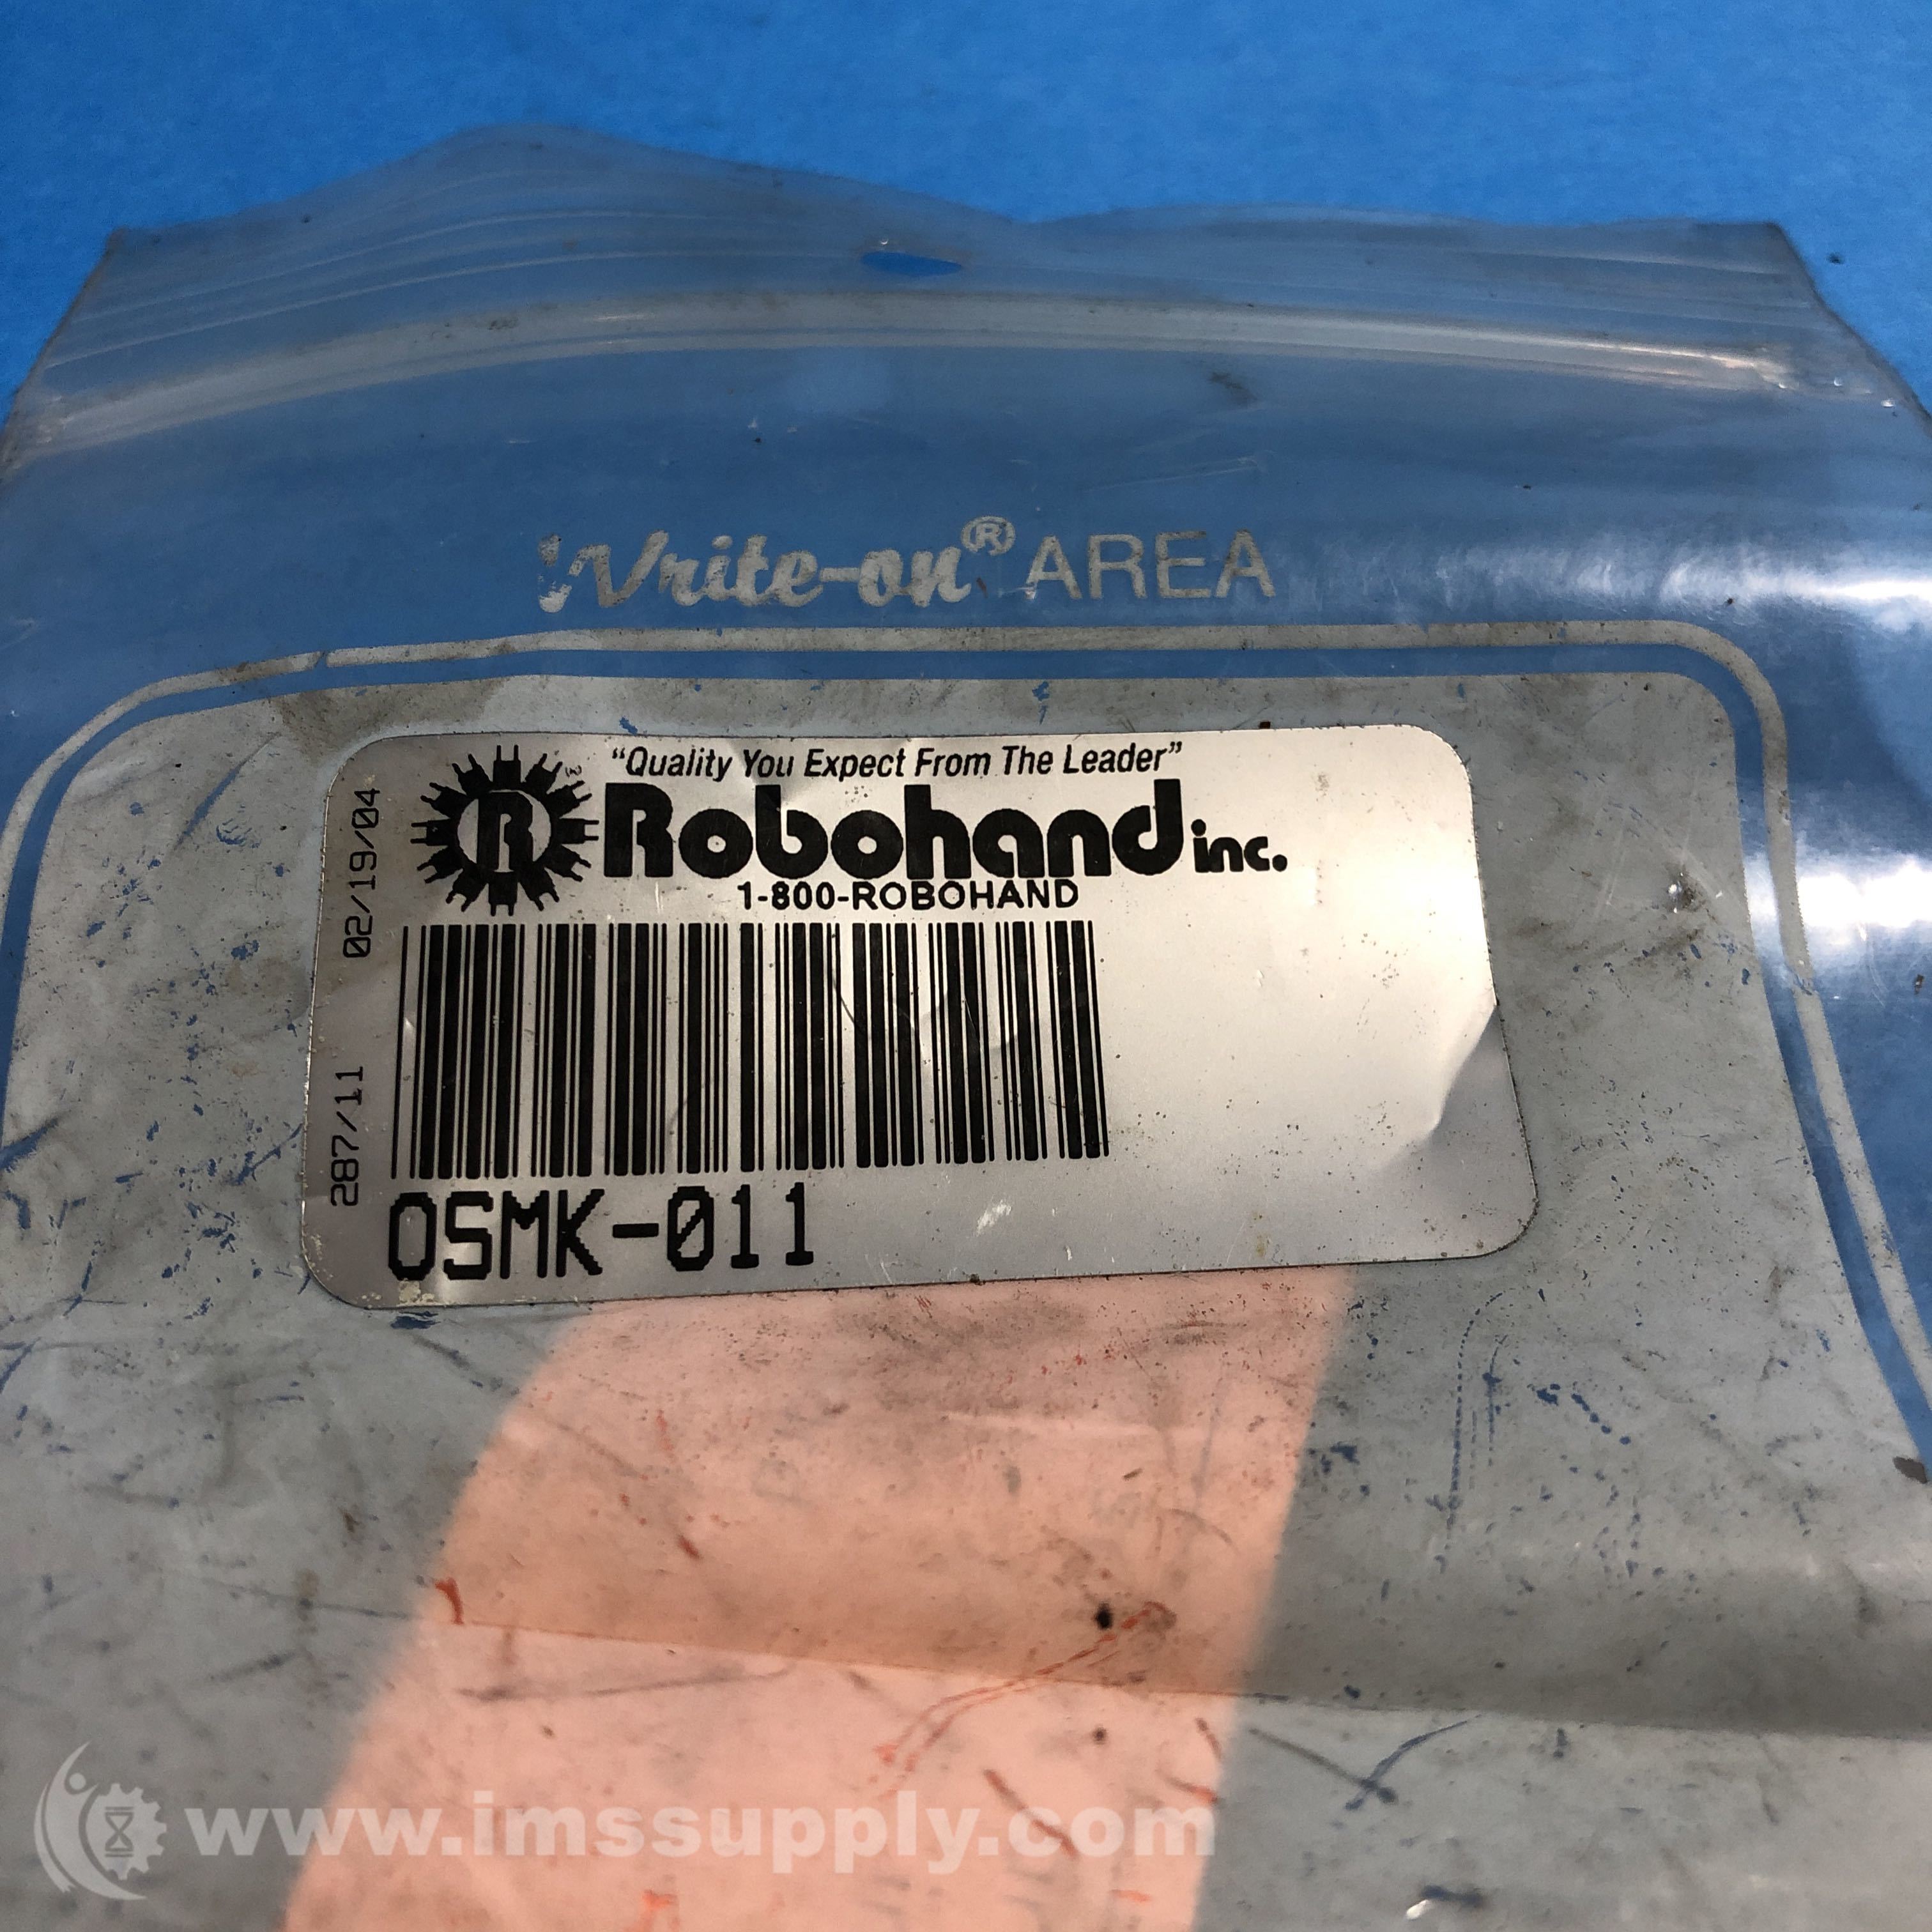 Write-on® AREA
"Quality You Expect From The Leader"
R Robohand inc.
1-800-ROBOHAND
02/19/04
287/11
OSMK-011
www.imssupply.com